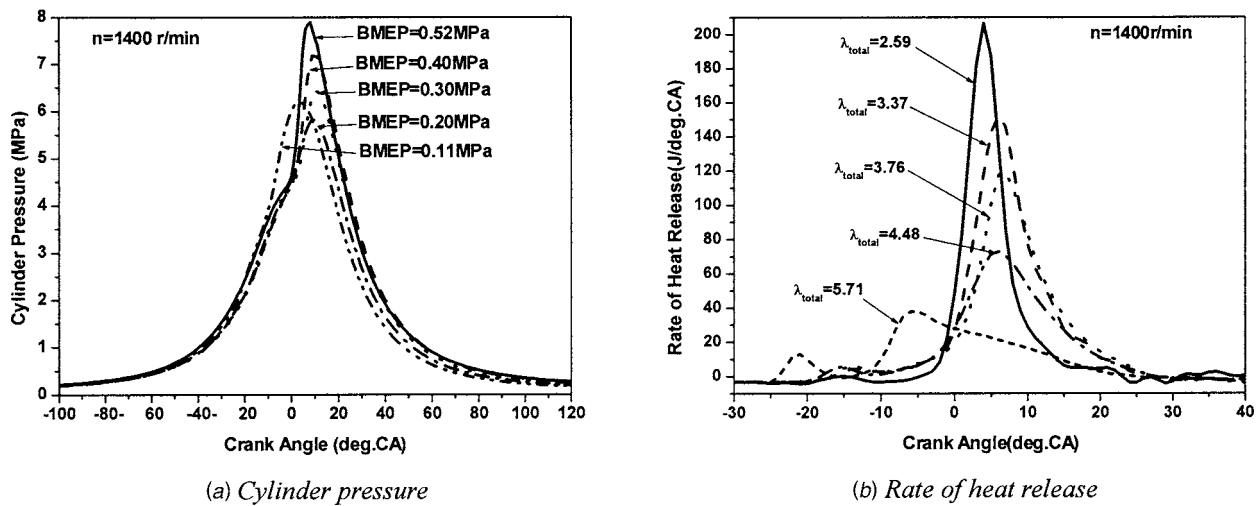 n=1400 r/min
BMEP=0.52MPa
BMEP=0.40MPa
BMEP=0.30MPa
BMEP=0.20MPa
BMEP=0.11MPa
Cylinder Pressure (MPa)
8
7
6
5
4
3
2
1
0
-100 -80 -60 -40 -20 0 20 40 60 80 100 120
Crank Angle (deg.CA)
(a) Cylinder pressure
n=1400r/min
λtotal=2.59
λtotal=3.37
λtotal=3.76
λtotal=4.48
λtotal=5.71
Rate of Heat Release(J/deg.CA)
200
180
160
140
120
100
80
60
40
20
0
-30 -20 -10 0 10 20 30 40
Crank Angle(deg.CA)
(b) Rate of heat release